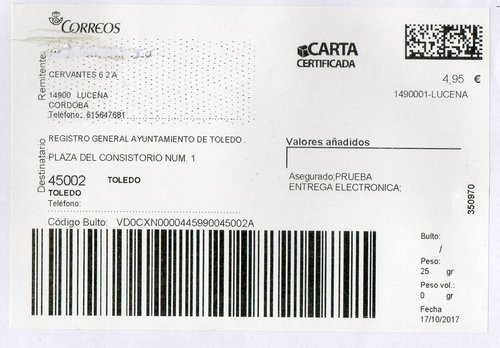 CORREOS
CARTA
CERTIFICADA
4,95 €
1490001-LUCENA
Remitente
CERVANTES 6 2 A
14900 LUCENA
CORDOBA
Teléfono: 615647681
Destinatario
REGISTRO GENERAL AYUNTAMIENTO DE TOLEDO .
PLAZA DEL CONSISTORIO NUM. 1
45002 TOLEDO
TOLEDO
Teléfono:
Valores añadidos
Asegurado;PRUEBA
ENTREGA ELECTRONICA;
350970
Código Bulto: VD0CXN0000445990045002A
Bulto:
/
Peso:
25 gr
Peso vol.:
0 gr
Fecha
17/10/2017